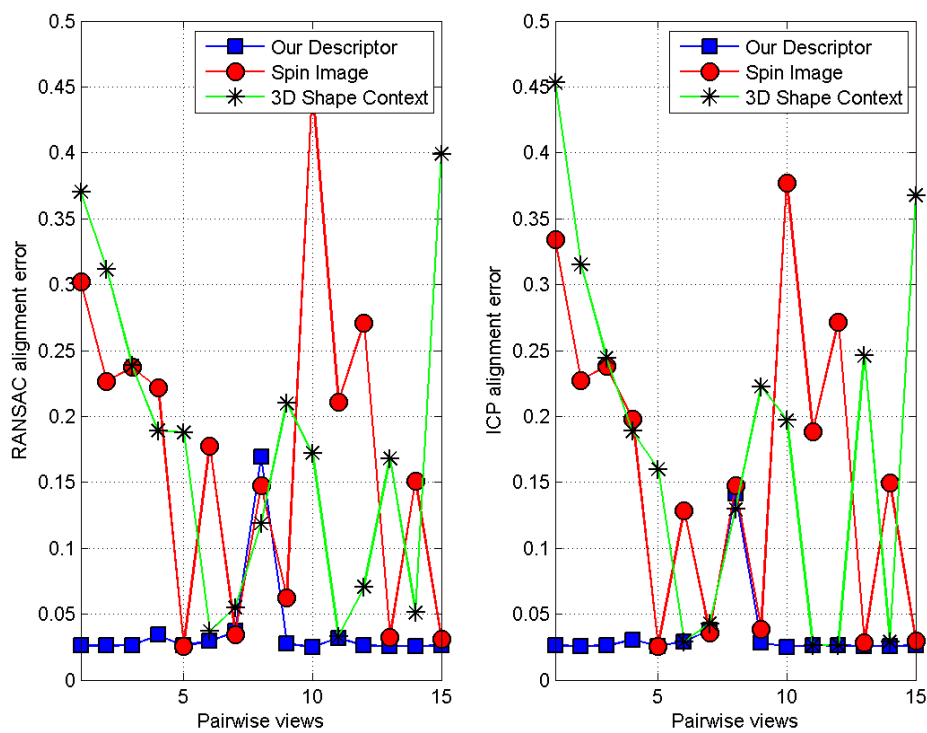 0.5
0.45
0.4
0.35
0.3
0.25
0.2
0.15
0.1
0.05
0
RANSAC alignment error
5
10
15
Pairwise views
Our Descriptor
Spin Image
3D Shape Context
0.5
0.45
0.4
0.35
0.3
0.25
0.2
0.15
0.1
0.05
0
ICP alignment error
5
10
15
Pairwise views
Our Descriptor
Spin Image
3D Shape Context